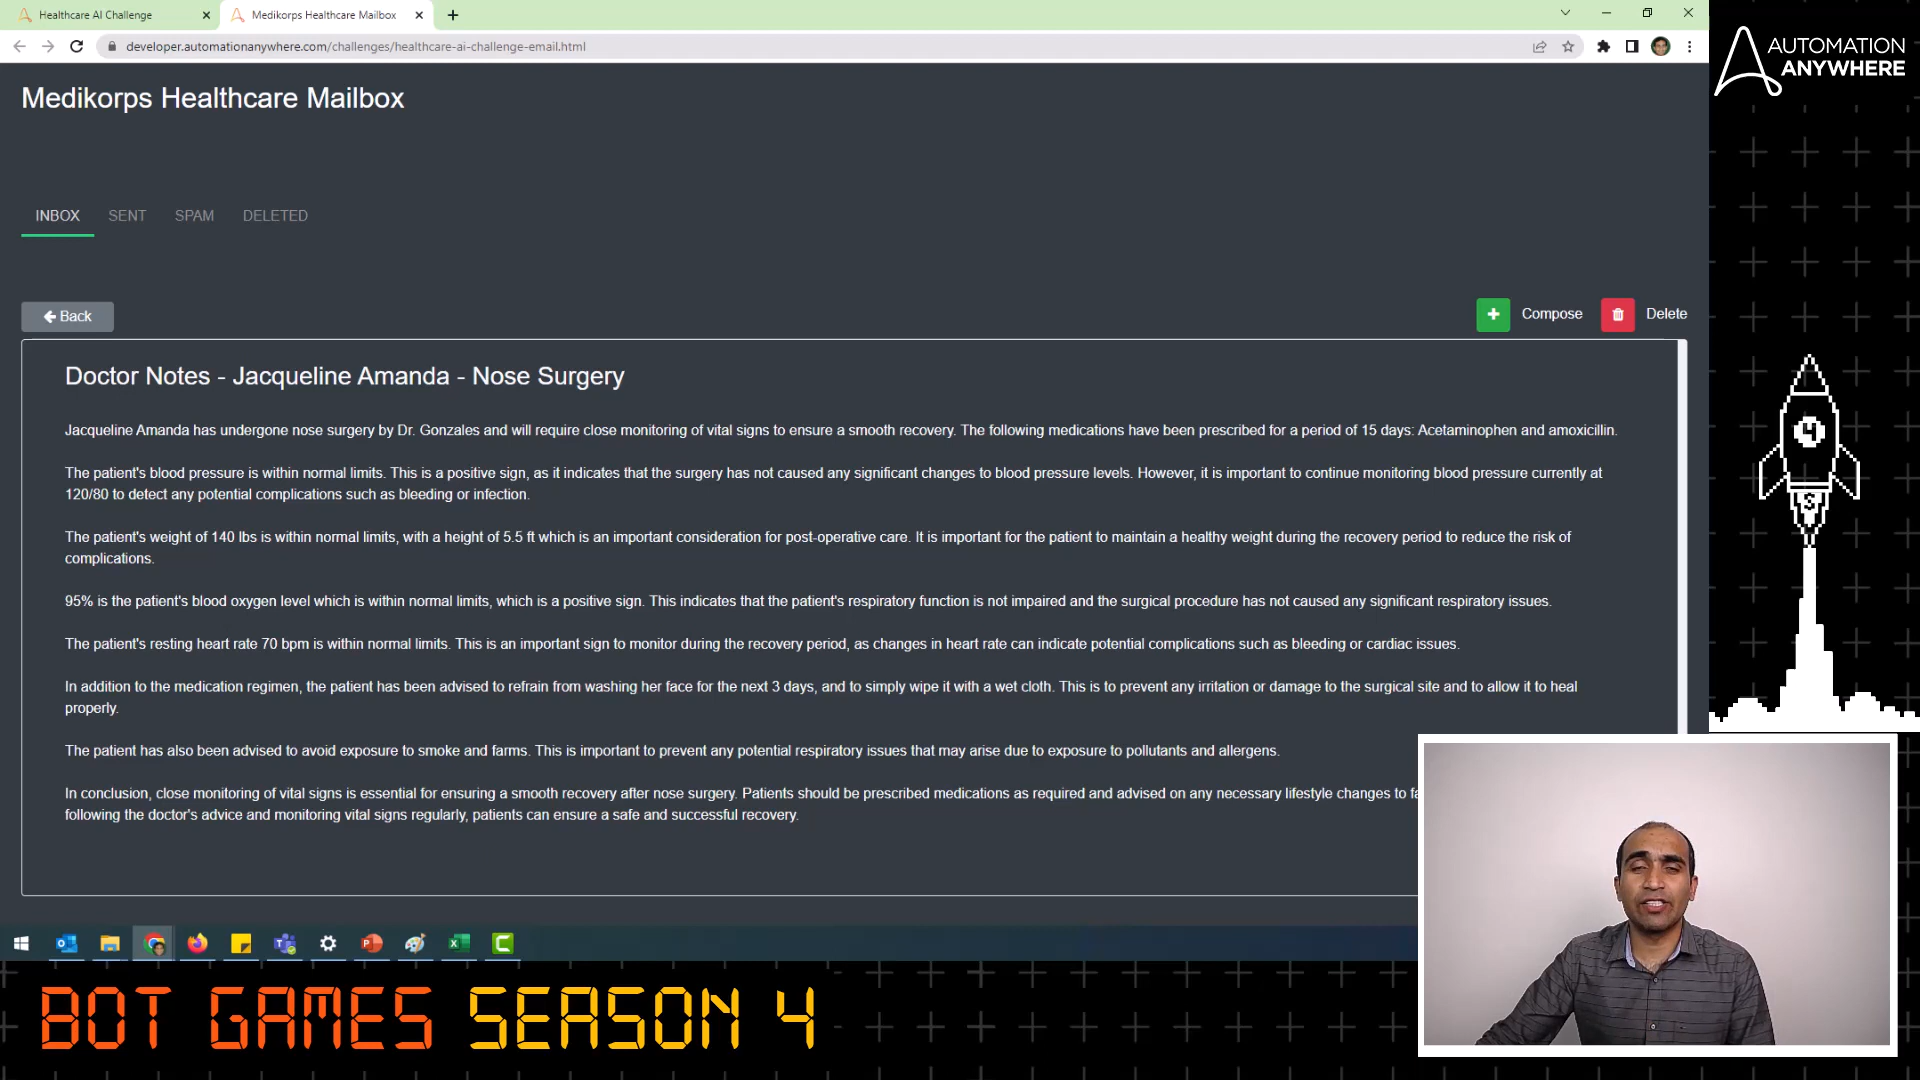 Healthcare AI Challenge
Medikorps Healthcare Mailbox
developer.automationanywhere.com/challenges/healthcare-ai-challenge-email.html
AUTOMATION
ANYWHERE
Medikorps Healthcare Mailbox
INBOX SENT SPAM DELETED
Back
Compose Delete
Doctor Notes - Jacqueline Amanda - Nose Surgery
Jacqueline Amanda has undergone nose surgery by Dr. Gonzales and will require close monitoring of vital signs to ensure a smooth recovery. The following medications have been prescribed for a period of 15 days: Acetaminophen and amoxicillin.
The patient's blood pressure is within normal limits. This is a positive sign, as it indicates that the surgery has not caused any significant changes to blood pressure levels. However, it is important to continue monitoring blood pressure currently at
120/80 to detect any potential complications such as bleeding or infection.
The patient's weight of 140 lbs is within normal limits, with a height of 5.5 ft which is an important consideration for post-operative care. It is important for the patient to maintain a healthy weight during the recovery period to reduce the risk of
complications.
95% is the patient's blood oxygen level which is within normal limits, which is a positive sign. This indicates that the patient's respiratory function is not impaired and the surgical procedure has not caused any significant respiratory issues.
The patient's resting heart rate 70 bpm is within normal limits. This is an important sign to monitor during the recovery period, as changes in heart rate can indicate potential complications such as bleeding or cardiac issues.
In addition to the medication regimen, the patient has been advised to refrain from washing her face for the next 3 days, and to simply wipe it with a wet cloth. This is to prevent any irritation or damage to the surgical site and to allow it to heal
properly.
The patient has also been advised to avoid exposure to smoke and farms. This is important to prevent any potential respiratory issues that may arise due to exposure to pollutants and allergens.
In conclusion, close monitoring of vital signs is essential for ensuring a smooth recovery after nose surgery. Patients should be prescribed medications as required and advised on any necessary lifestyle changes to
following the doctor's advice and monitoring vital signs regularly, patients can ensure a safe and successful recovery.
4
BOT GAMES SEASON 4